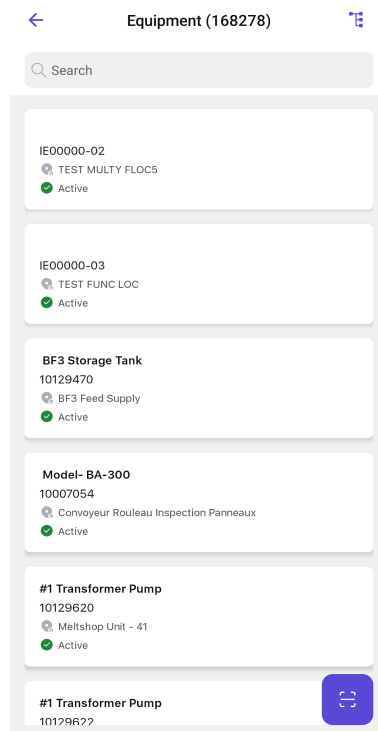 Equipment (168278)
Search
IE00000-02
TEST MULTY FLOC5
Active
IE00000-03
TEST FUNC LOC
Active
BF3 Storage Tank
10129470
BF3 Feed Supply
Active
Model- BA-300
10007054
Convoyeur Rouleau Inspection Panneaux
Active
#1 Transformer Pump
10129620
Meltshop Unit - 41
Active
#1 Transformer Pump
10129622